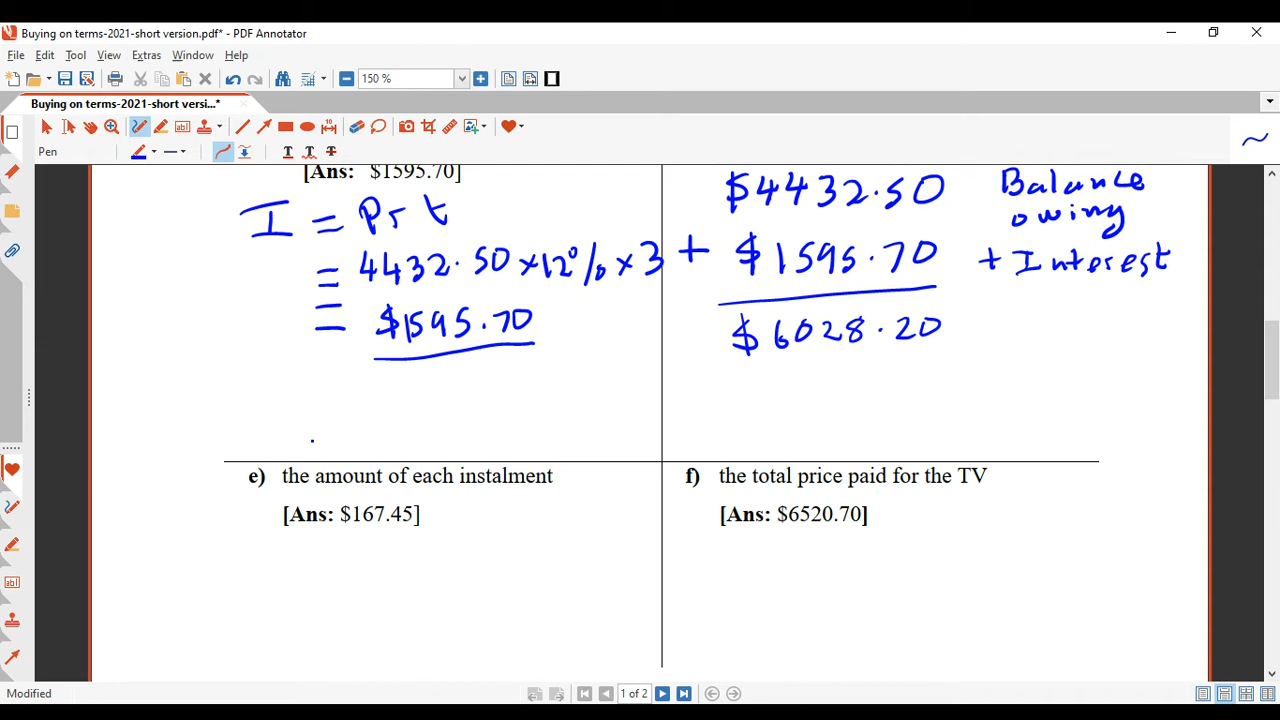 Buying on terms-2021-short version.pdf* - PDF Annotator
File Edit Tool View Extras Window Help
150 %
Buying on terms-2021-short versi...*
Pen
[Ans: $1595.70]
I = Prt
= 4432.50 × 12% × 3
= $1595.70
$4432.50 Balance owing
+ $1595.70 + Interest
$6028.20
e) the amount of each instalment
[Ans: $167.45]
f) the total price paid for the TV
[Ans: $6520.70]
Modified
1 of 2